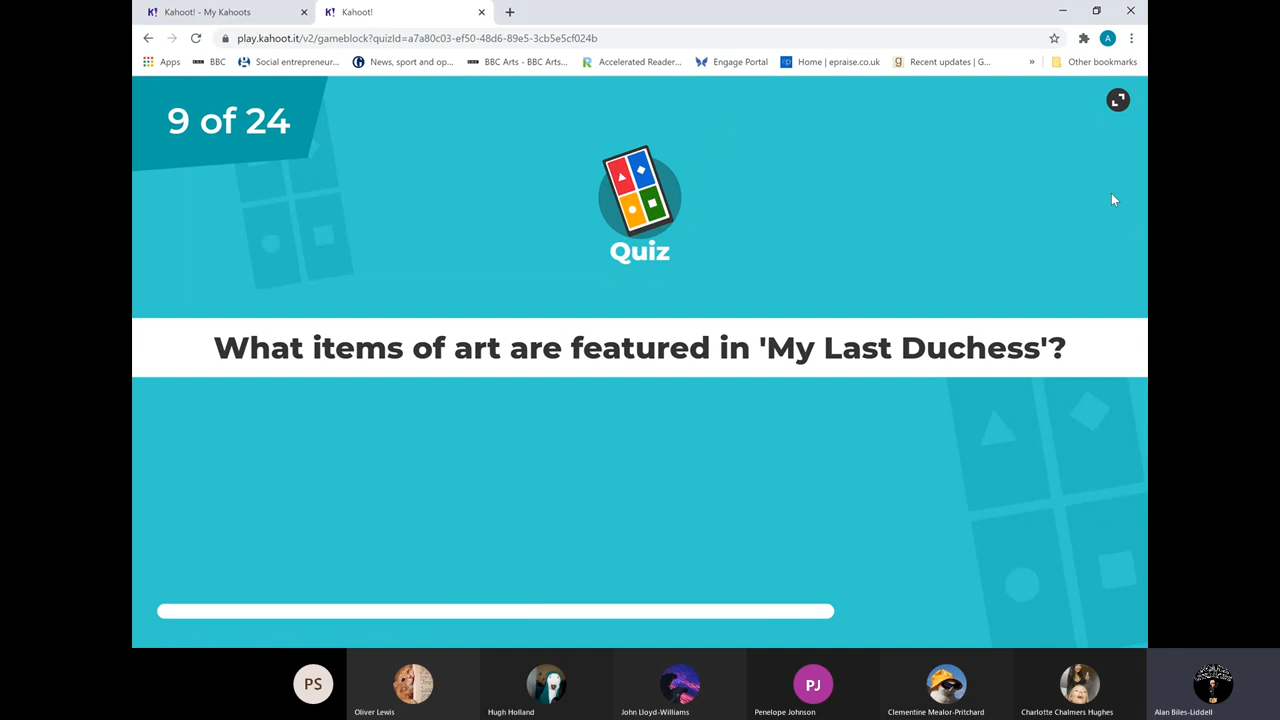 Kahoot! - My Kahoots
Kahoot!
play.kahoot.it/v2/gameblock?quizId=a7a80c03-ef50-48d6-89e5-3cb5e5cf024b
A
Apps
BBC
Social entrepreneur...
News, sport and op...
BBC Arts - BBC Arts...
Accelerated Reader...
Engage Portal
Home | epraise.co.uk
Recent updates | G...
»
Other bookmarks
9 of 24
Quiz
What items of art are featured in 'My Last Duchess'?
PS
Oliver Lewis
Hugh Holland
John Lloyd-Williams
PJ
Penelope Johnson
Clementine Mealor-Pritchard
Charlotte Chalmers Hughes
Alan Biles-Liddell